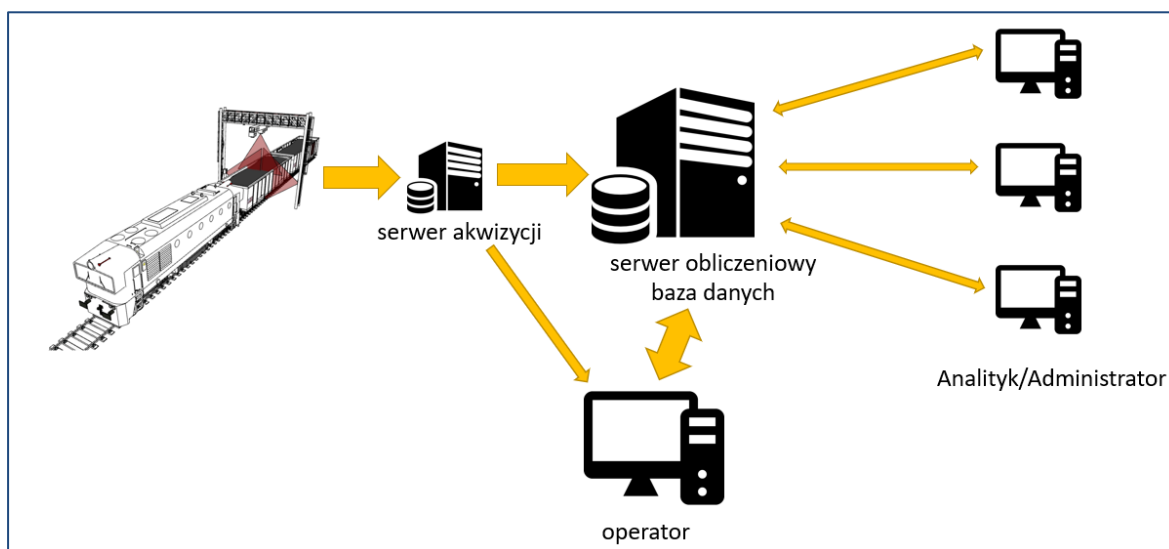 serwer akwizycji
serwer obliczeniowy
baza danych
Analityk/Administrator
operator